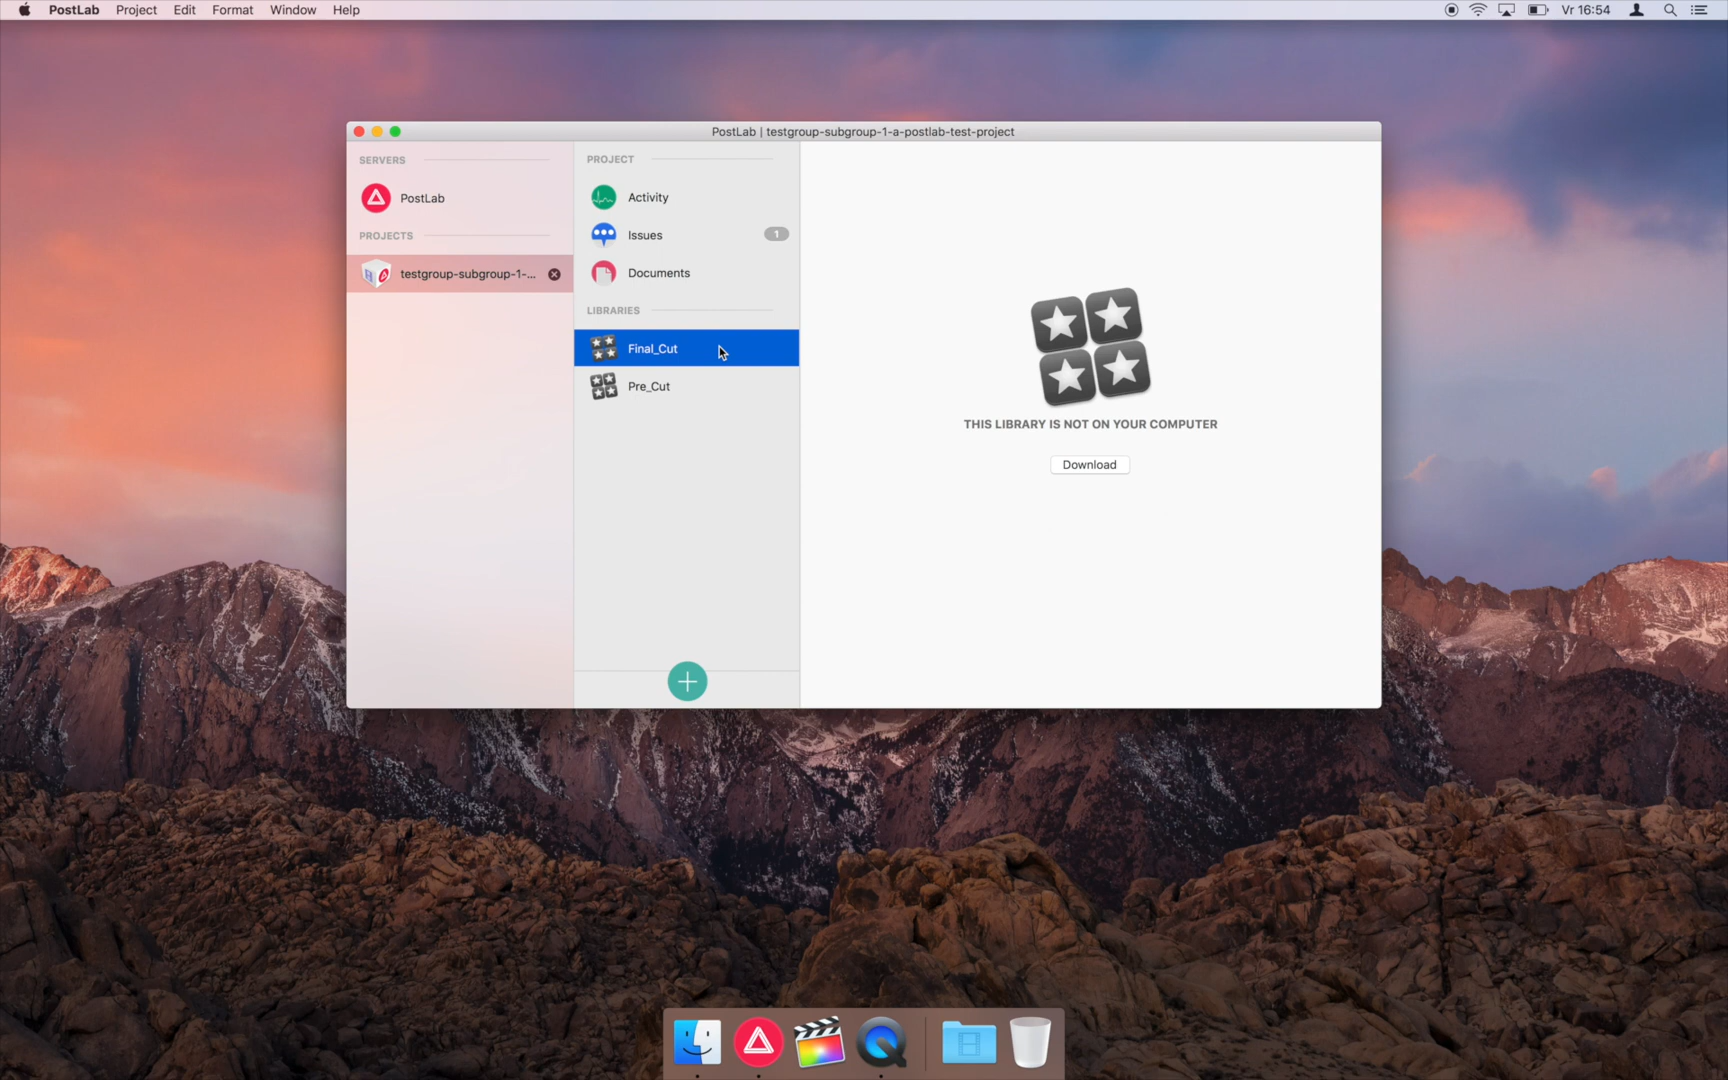 PostLab Project Edit Format Window Help Vr 16:54
PostLab | testgroup-subgroup-1-a-postlab-test-project
SERVERS
PostLab
PROJECTS
testgroup-subgroup-1-...
PROJECT
Activity
Issues 1
Documents
LIBRARIES
Final_Cut
Pre_Cut
THIS LIBRARY IS NOT ON YOUR COMPUTER
Download